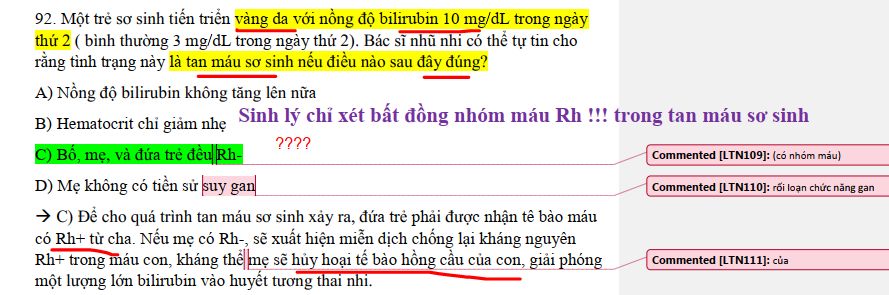 92. Một trẻ sơ sinh tiến triển vàng da với nồng độ bilirubin 10 mg/dL trong ngày
thứ 2 ( bình thường 3 mg/dL trong ngày thứ 2). Bác sĩ nhũ nhi có thể tự tin cho
rằng tình trạng này là tan máu sơ sinh nếu điều nào sau đây đúng?
A) Nồng độ bilirubin không tăng lên nữa
B) Hematocrit chỉ giảm nhẹ
Sinh lý chỉ xét bất đồng nhóm máu Rh !!! trong tan máu sơ sinh
????
C) Bố, mẹ, và đứa trẻ đều Rh-
Commented [LTN109]: (có nhóm máu)
D) Mẹ không có tiền sử suy gan
Commented [LTN110]: rối loạn chức năng gan
→ C) Để cho quá trình tan máu sơ sinh xảy ra, đứa trẻ phải được nhận tê bào máu
có Rh+ từ cha. Nếu mẹ có Rh-, sẽ xuất hiện miễn dịch chống lại kháng nguyên
Rh+ trong máu con, kháng thể mẹ sẽ hủy hoại tế bào hồng cầu của con, giải phóng
Commented [LTN111]: của
một lượng lớn bilirubin vào huyết tương thai nhi.